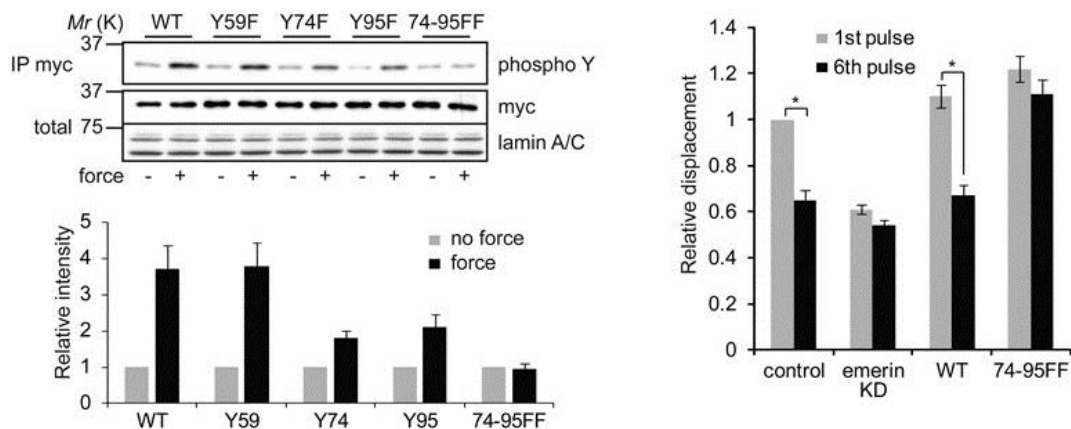 Mr (K) WT Y59F Y74F Y95F 74-95FF
37
IP myc phospho Y
37
myc
total 75
lamin A/C
force - + - + - + - + - +
Relative intensity
5
4
3
2
1
0
no force
force
WT Y59 Y74 Y95 74-95FF
Relative displacement
1.4
1.2
1
0.8
0.6
0.4
0.2
0
1st pulse
6th pulse
*
*
control emerin KD WT 74-95FF